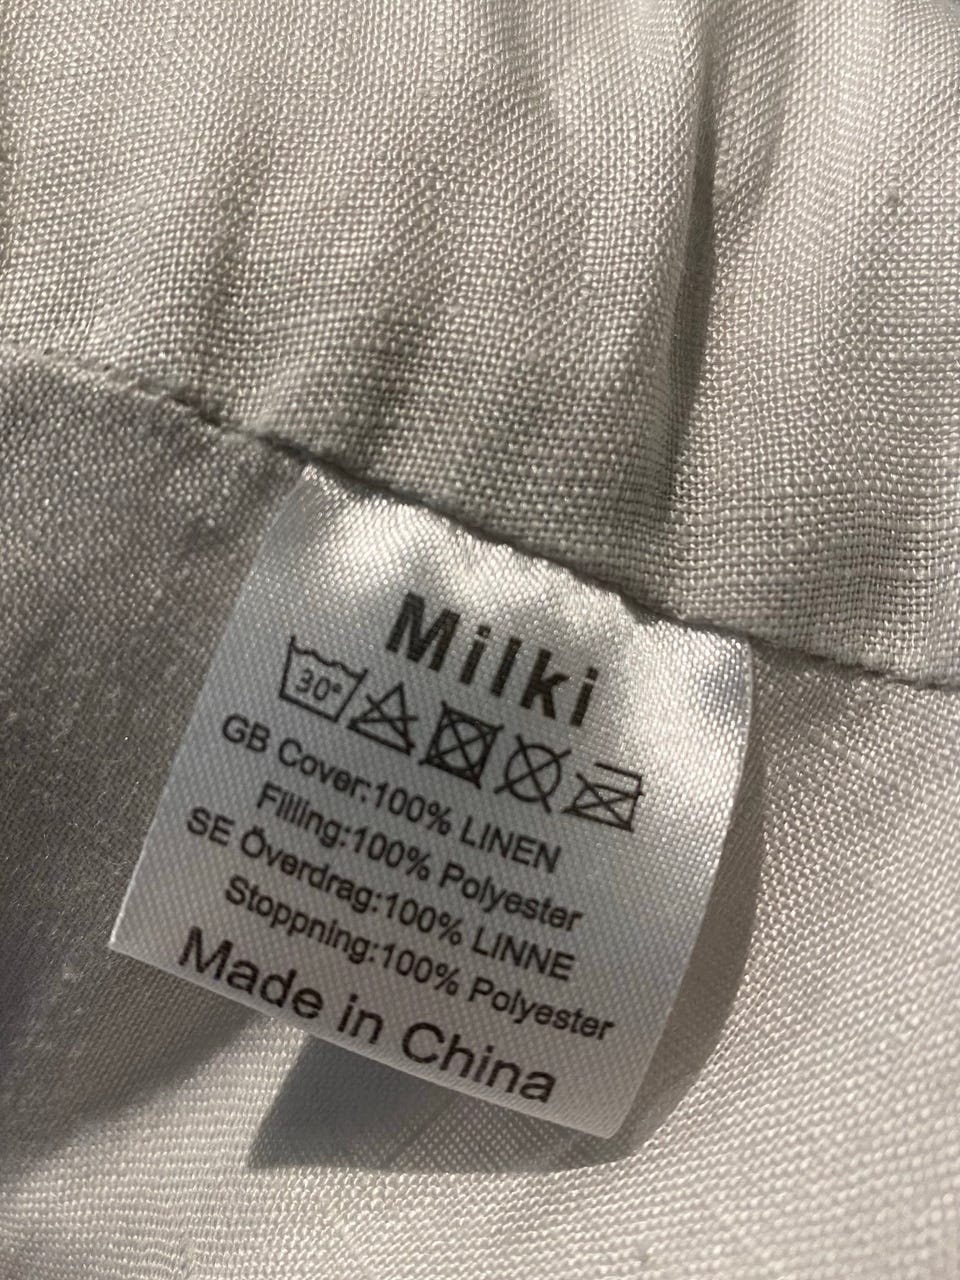 Milki
30°
GB Cover:100% LINEN
Filling:100% Polyester
SE Överdrag:100% LINNE
Stoppning:100% Polyester
Made in China